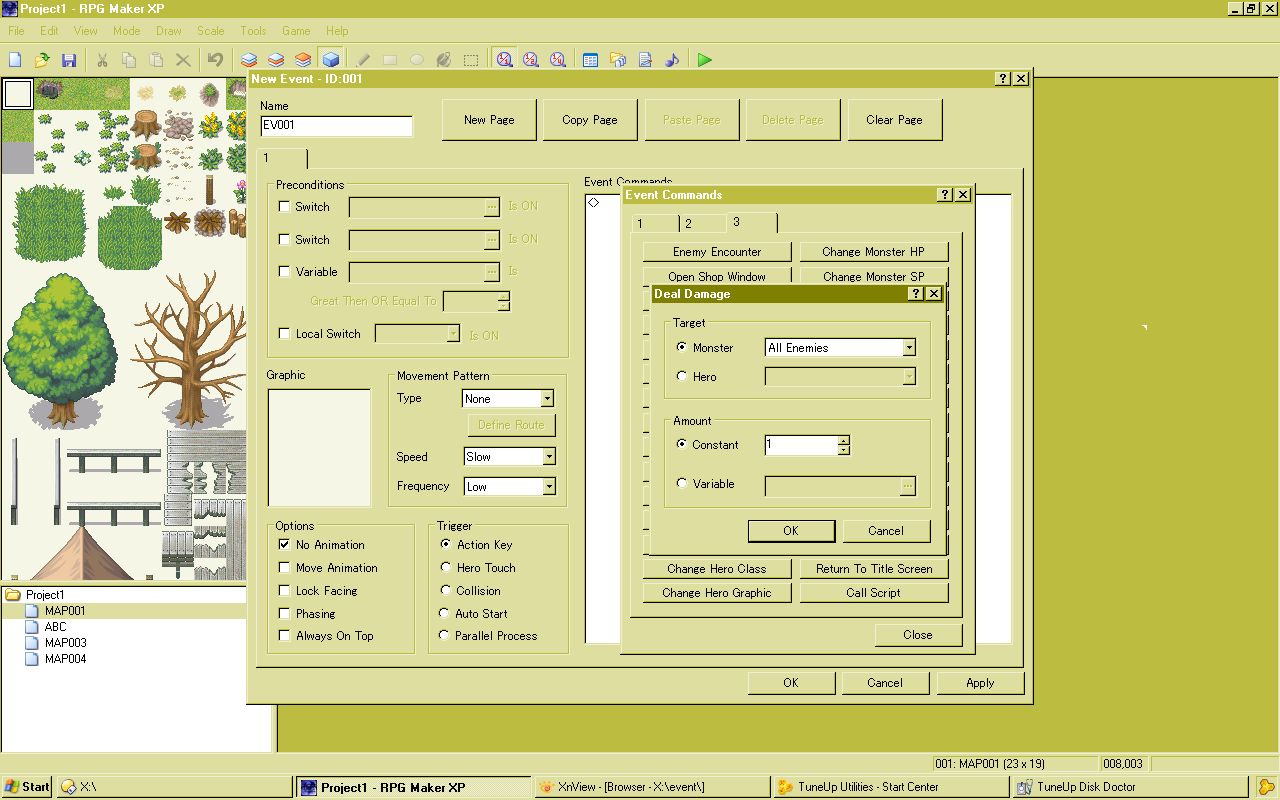 Project1 - RPG Maker XP
File Edit View Mode Draw Scale Tools Game Help
New Event - ID:001
Name
EV001
New Page
Copy Page
Paste Page
Delete Page
Clear Page
1
Preconditions
Switch
Is ON
Switch
Is ON
Variable
Is
Great Then OR Equal To
Local Switch
Is ON
Graphic
Movement Pattern
Type
None
Define Route
Speed
Slow
Frequency
Low
Options
No Animation
Move Animation
Lock Facing
Phasing
Always On Top
Trigger
Action Key
Hero Touch
Collision
Auto Start
Parallel Process
Event Commands
Event Commands
1 2 3
Enemy Encounter
Change Monster HP
Open Shop Window
Change Monster SP
Deal Damage
Target
Monster
All Enemies
Hero
Amount
Constant
1
Variable
OK
Cancel
Change Hero Class
Return To Title Screen
Change Hero Graphic
Call Script
Close
OK
Cancel
Apply
Project1
MAP001
ABC
MAP003
MAP004
001: MAP001 (23 x 19)
008,003
Start
X:\
Project1 - RPG Maker XP
XnView - [Browser - X:\event\]
TuneUp Utilities - Start Center
TuneUp Disk Doctor